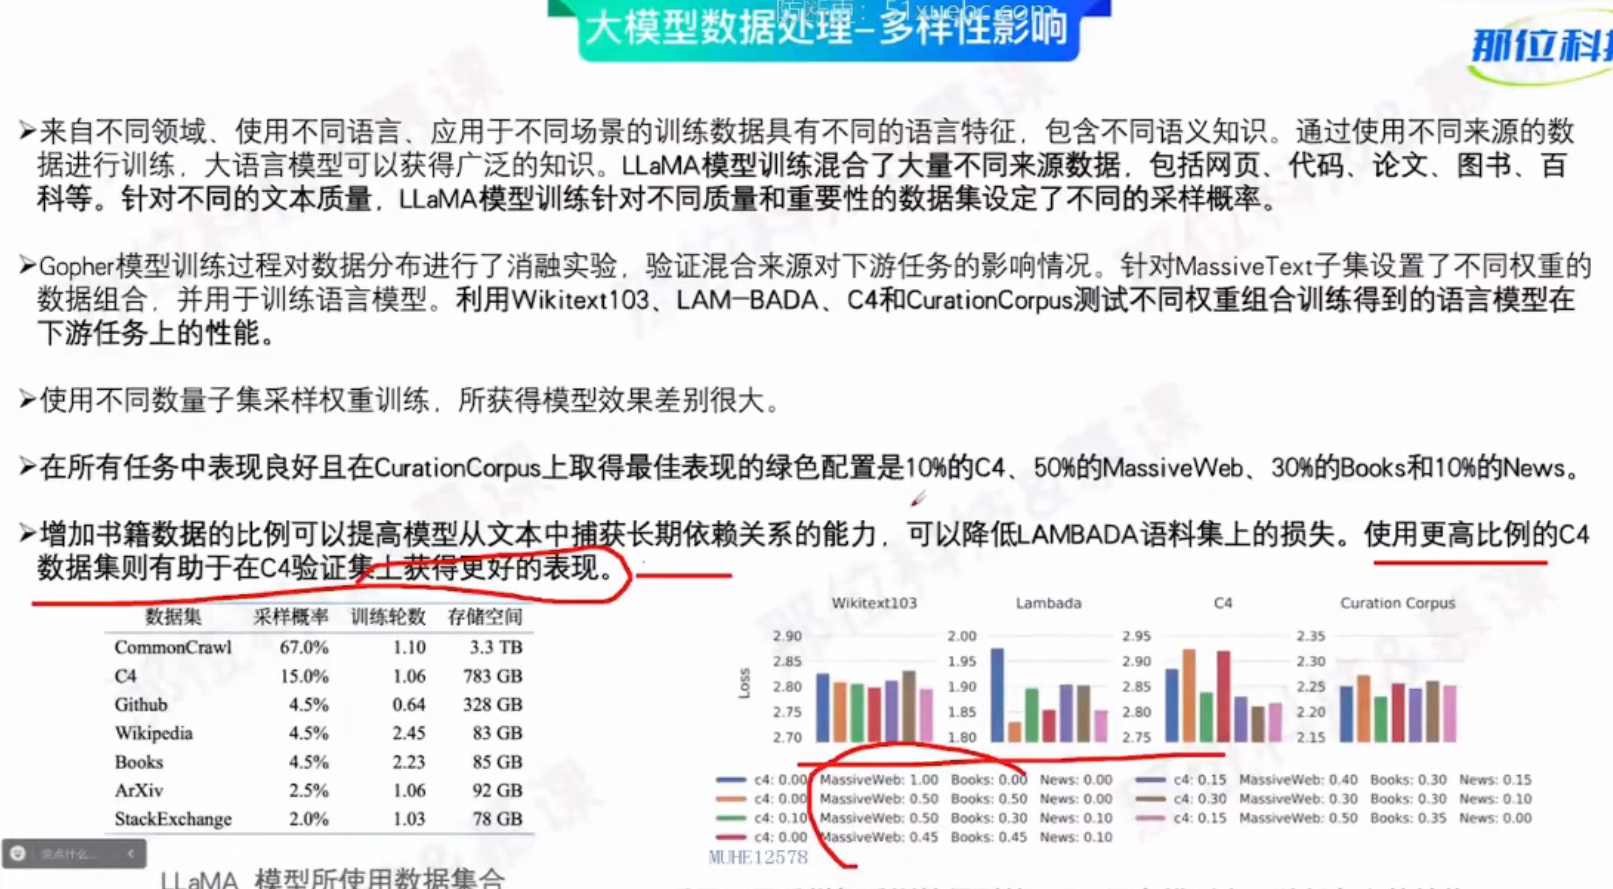 防断更：51xuebc.com
大模型数据处理-多样性影响
那位科技
➢来自不同领域、使用不同语言、应用于不同场景的训练数据具有不同的语言特征，包含不同语义知识。通过使用不同来源的数
据进行训练，大语言模型可以获得广泛的知识。LLaMA模型训练混合了大量不同来源数据，包括网页、代码、论文、图书、百
科等。针对不同的文本质量，LLaMA模型训练针对不同质量和重要性的数据集设定了不同的采样概率。
➢Gopher模型训练过程对数据分布进行了消融实验，验证混合来源对下游任务的影响情况。针对MassiveText子集设置了不同权重的
数据组合，并用于训练语言模型。利用Wikitext103、LAM-BADA、C4和CurationCorpus测试不同权重组合训练得到的语言模型在
下游任务上的性能。
➢使用不同数量子集采样权重训练，所获得模型效果差别很大。
➢在所有任务中表现良好且在CurationCorpus上取得最佳表现的绿色配置是10%的C4、50%的MassiveWeb、30%的Books和10%的News。
➢增加书籍数据的比例可以提高模型从文本中捕获长期依赖关系的能力，可以降低LAMBADA语料集上的损失。使用更高比例的C4
数据集则有助于在C4验证集上获得更好的表现。
数据集 采样概率 训练轮数 存储空间
CommonCrawl 67.0% 1.10 3.3 TB
C4 15.0% 1.06 783 GB
Github 4.5% 0.64 328 GB
Wikipedia 4.5% 2.45 83 GB
Books 4.5% 2.23 85 GB
ArXiv 2.5% 1.06 92 GB
StackExchange 2.0% 1.03 78 GB
LLaMA 模型所使用数据集合
说点什么...
Wikitext103 Lambada C4 Curation Corpus
2.90 2.00 2.95 2.35
2.85 1.95 2.90 2.30
2.80 1.90 2.85 2.25
2.75 1.85 2.80 2.20
2.70 1.80 2.75 2.15
Loss
c4: 0.00 MassiveWeb: 1.00 Books: 0.00 News: 0.00 c4: 0.15 MassiveWeb: 0.40 Books: 0.30 News: 0.15
c4: 0.00 MassiveWeb: 0.50 Books: 0.50 News: 0.00 c4: 0.30 MassiveWeb: 0.30 Books: 0.30 News: 0.10
c4: 0.10 MassiveWeb: 0.50 Books: 0.30 News: 0.10 c4: 0.15 MassiveWeb: 0.50 Books: 0.35 News: 0.00
c4: 0.00 MassiveWeb: 0.45 Books: 0.45 News: 0.10
MUHE12578